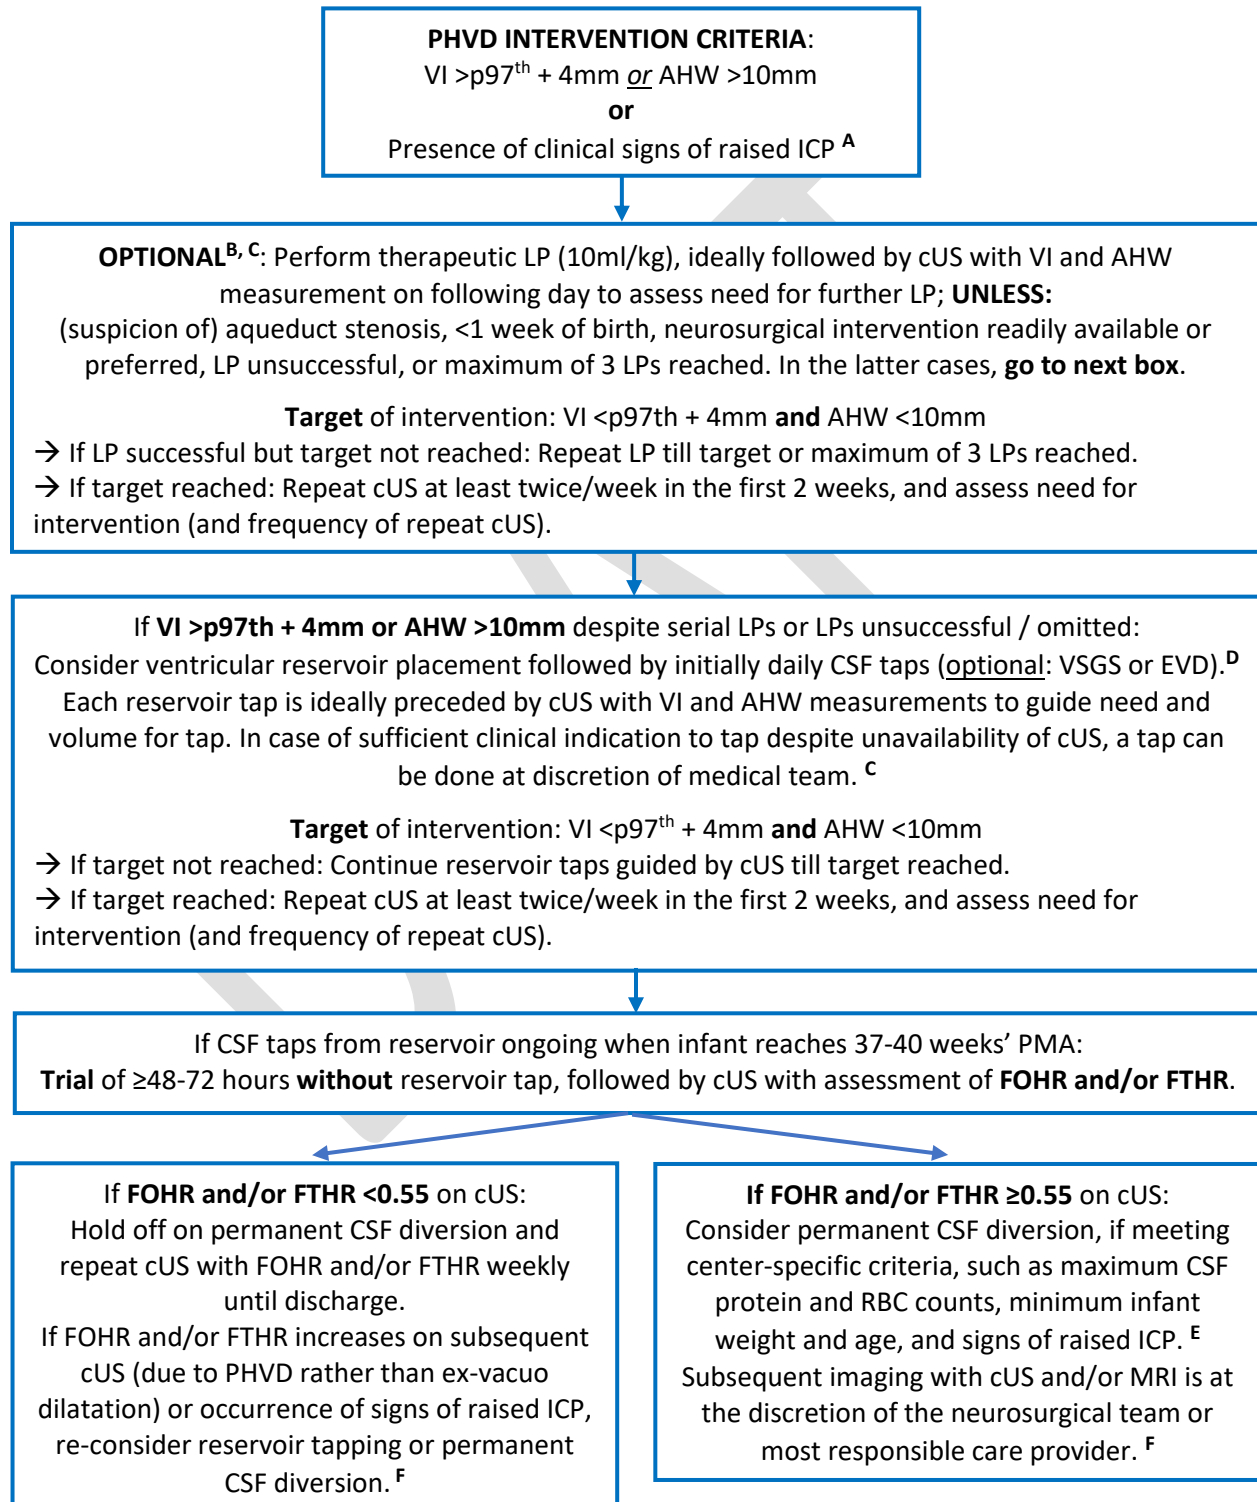 PHVD INTERVENTION CRITERIA:
VI >p97th + 4mm or AHW >10mm
or
Presence of clinical signs of raised ICP A
OPTIONALB, C: Perform therapeutic LP (10ml/kg), ideally followed by cUS with VI and AHW
measurement on following day to assess need for further LP; UNLESS:
(suspicion of) aqueduct stenosis, <1 week of birth, neurosurgical intervention readily available or
preferred, LP unsuccessful, or maximum of 3 LPs reached. In the latter cases, go to next box.
Target of intervention: VI <p97th + 4mm and AHW <10mm
→ If LP successful but target not reached: Repeat LP till target or maximum of 3 LPs reached.
→ If target reached: Repeat cUS at least twice/week in the first 2 weeks, and assess need for
intervention (and frequency of repeat cUS).
If VI >p97th + 4mm or AHW >10mm despite serial LPs or LPs unsuccessful / omitted:
Consider ventricular reservoir placement followed by initially daily CSF taps (optional: VSGS or EVD).D
Each reservoir tap is ideally preceded by cUS with VI and AHW measurements to guide need and
volume for tap. In case of sufficient clinical indication to tap despite unavailability of cUS, a tap can
be done at discretion of medical team. C
Target of intervention: VI <p97th + 4mm and AHW <10mm
→ If target not reached: Continue reservoir taps guided by cUS till target reached.
→ If target reached: Repeat cUS at least twice/week in the first 2 weeks, and assess need for
intervention (and frequency of repeat cUS).
If CSF taps from reservoir ongoing when infant reaches 37-40 weeks’ PMA:
Trial of ≥48-72 hours without reservoir tap, followed by cUS with assessment of FOHR and/or FTHR.
If FOHR and/or FTHR <0.55 on cUS:
Hold off on permanent CSF diversion and
repeat cUS with FOHR and/or FTHR weekly
until discharge.
If FOHR and/or FTHR increases on subsequent
cUS (due to PHVD rather than ex-vacuo
dilatation) or occurrence of signs of raised ICP,
re-consider reservoir tapping or permanent
CSF diversion. F
If FOHR and/or FTHR ≥0.55 on cUS:
Consider permanent CSF diversion, if meeting
center-specific criteria, such as maximum CSF
protein and RBC counts, minimum infant
weight and age, and signs of raised ICP. E
Subsequent imaging with cUS and/or MRI is at
the discretion of the neurosurgical team or
most responsible care provider. F